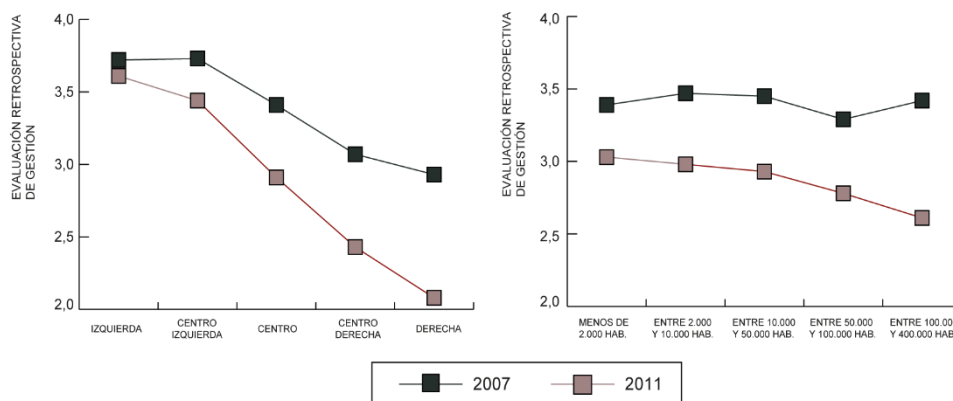 EVALUACIÓN RETROSPECTIVA
DE GESTIÓN
4,0
3,5
3,0
2,5
2,0
IZQUIERDA
CENTRO
IZQUIERDA
CENTRO
CENTRO
DERECHA
DERECHA
EVALUACIÓN RETROSPECTIVA
DE GESTIÓN
4,0
3,5
3,0
2,5
2,0
MENOS DE
2.000 HAB.
ENTRE 2.000
Y 10.000 HAB.
ENTRE 10.000
Y 50.000 HAB.
ENTRE 50.000
Y 100.000 HAB.
ENTRE 100.00
Y 400.000 HAB.
2007
2011